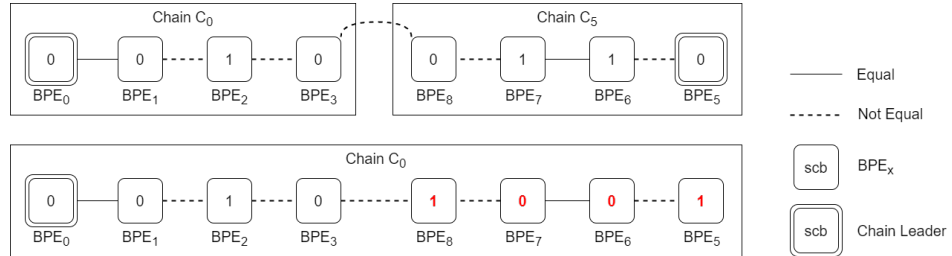 Chain C0
0 0 1 0
BPE0 BPE1 BPE2 BPE3
Chain C5
0 1 1 0
BPE8 BPE7 BPE6 BPE5
Chain C0
0 0 1 0 1 0 0 1
BPE0 BPE1 BPE2 BPE3 BPE8 BPE7 BPE6 BPE5
Equal
Not Equal
scb BPEx
scb Chain Leader